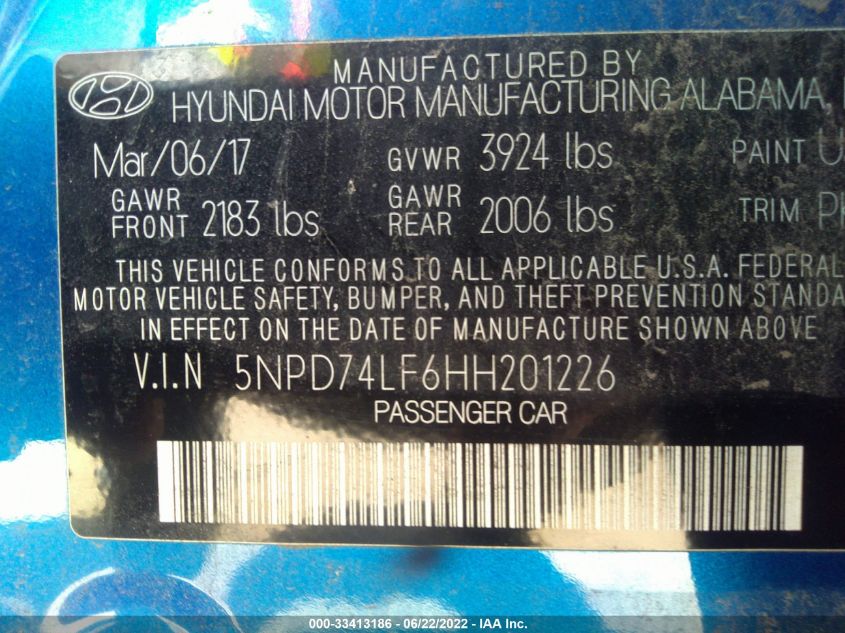 MANUFACTURED BY
HYUNDAI MOTOR MANUFACTURING ALABAMA,
Mar/06/17 GVWR 3924 lbs PAINT
GAWR FRONT 2183 lbs GAWR REAR 2006 lbs TRIM
THIS VEHICLE CONFORMS TO ALL APPLICABLE U.S.A. FEDERAL
MOTOR VEHICLE SAFETY, BUMPER, AND THEFT PREVENTION STANDA
IN EFFECT ON THE DATE OF MANUFACTURE SHOWN ABOVE
V.I.N 5NPD74LF6HH201226
PASSENGER CAR
000-33413186 - 06/22/2022 - IAA Inc.